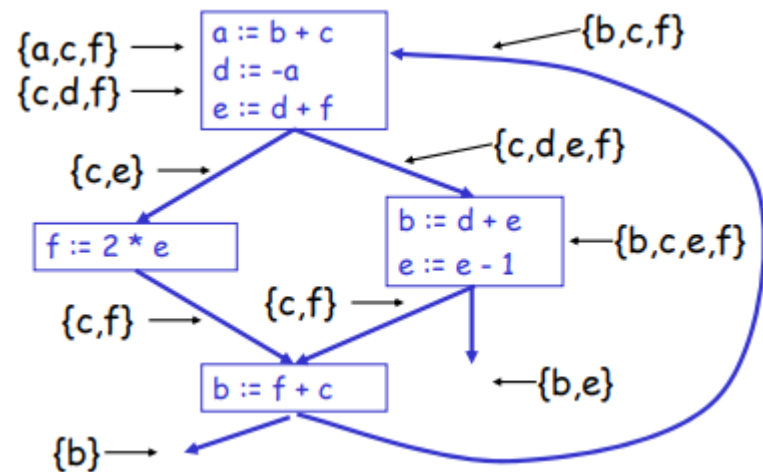 {a,c,f}
{c,d,f}
a := b + c
d := -a
e := d + f
{b,c,f}
{c,e}
{c,d,e,f}
f := 2 * e
b := d + e
e := e - 1
{b,c,e,f}
{c,f}
{c,f}
b := f + c
{b,e}
{b}